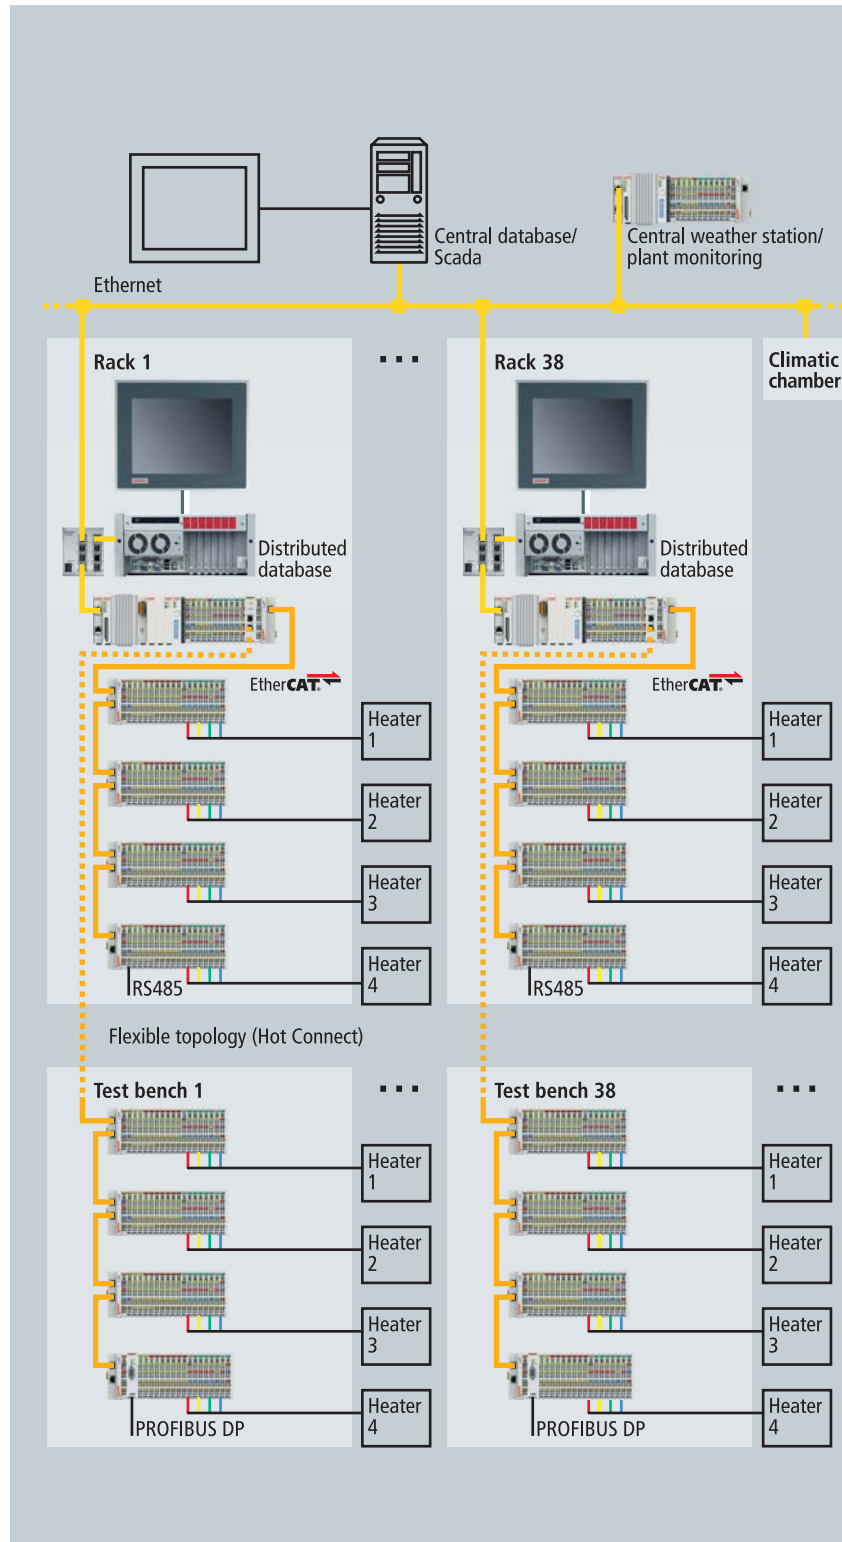 Central database/
Scada
Central weather station/
plant monitoring
Ethernet
Rack 1
...
Rack 38
Climatic
chamber
Distributed
database
Distributed
database
EtherCAT®
EtherCAT®
Heater
1
Heater
1
Heater
2
Heater
2
Heater
3
Heater
3
Heater
4
Heater
4
RS485
RS485
Flexible topology (Hot Connect)
Test bench 1
...
Test bench 38
...
Heater
1
Heater
1
Heater
2
Heater
2
Heater
3
Heater
3
Heater
4
Heater
4
PROFIBUS DP
PROFIBUS DP